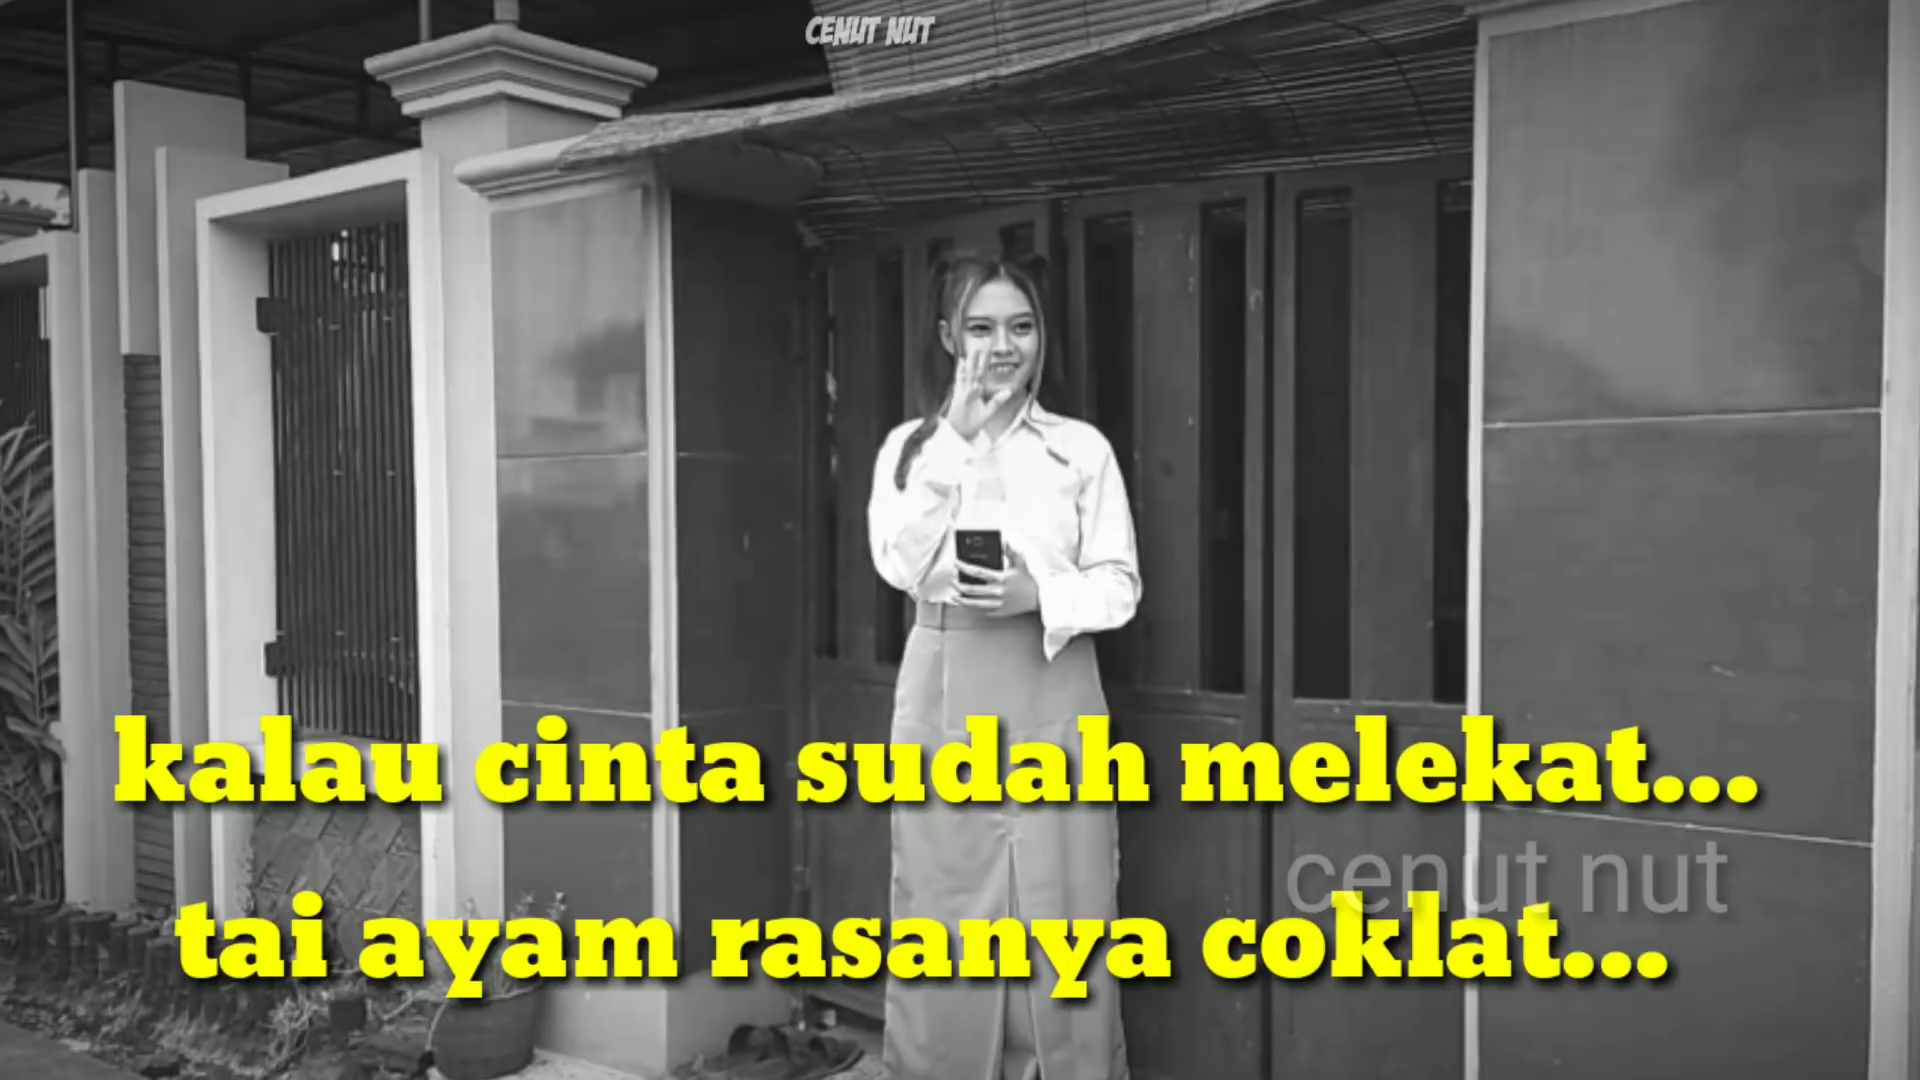 CENUT NUT
kalau cinta sudah melekat...
cenut nut
tai ayam rasanya coklat...